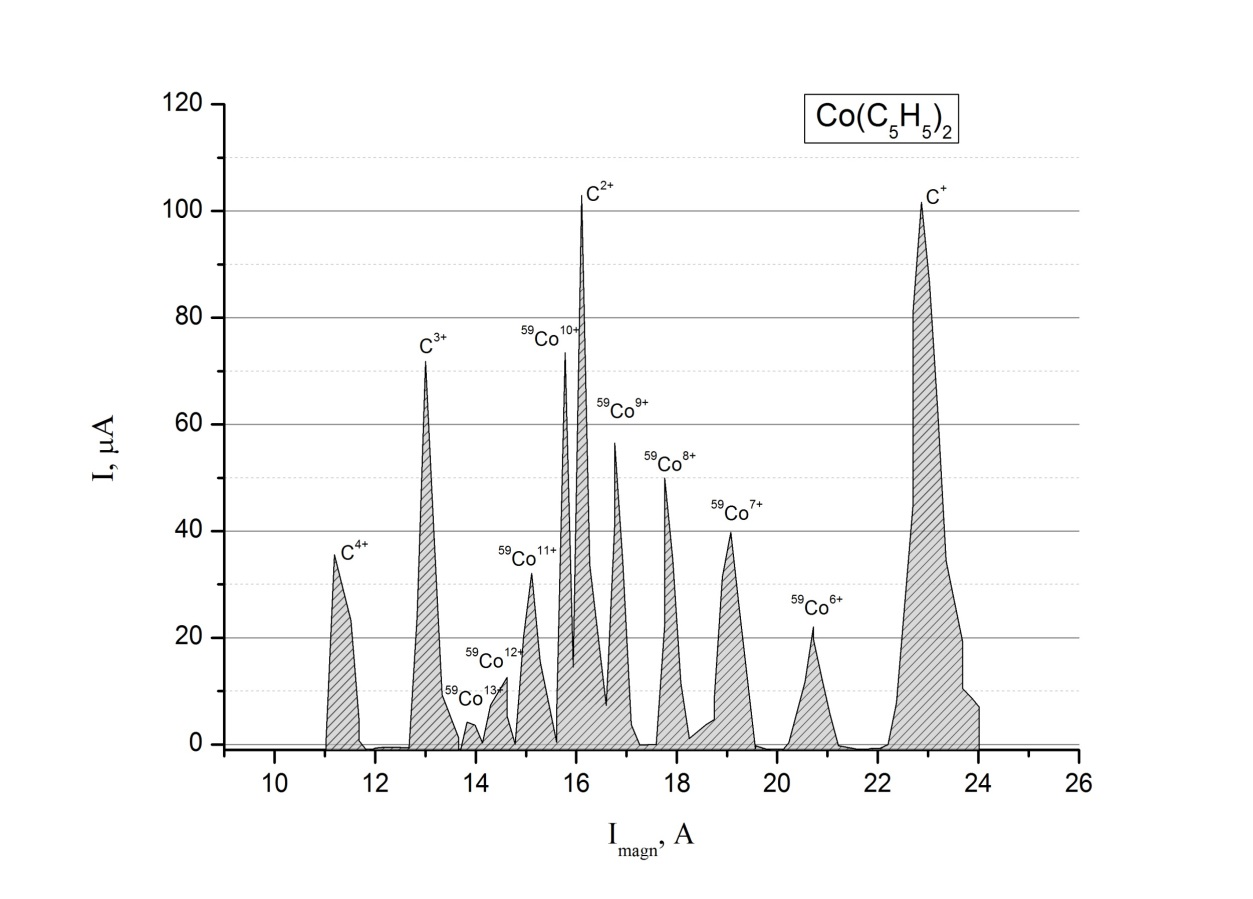 Co(C₅H₅)₂
120
100
80
60
40
20
0
I, µA
C⁴⁺
C³⁺
⁵⁹Co¹³⁺
⁵⁹Co¹²⁺
⁵⁹Co¹¹⁺
⁵⁹Co¹⁰⁺
C²⁺
⁵⁹Co⁹⁺
⁵⁹Co⁸⁺
⁵⁹Co⁷⁺
⁵⁹Co⁶⁺
C⁺
10 12 14 16 18 20 22 24 26
Imagn, A